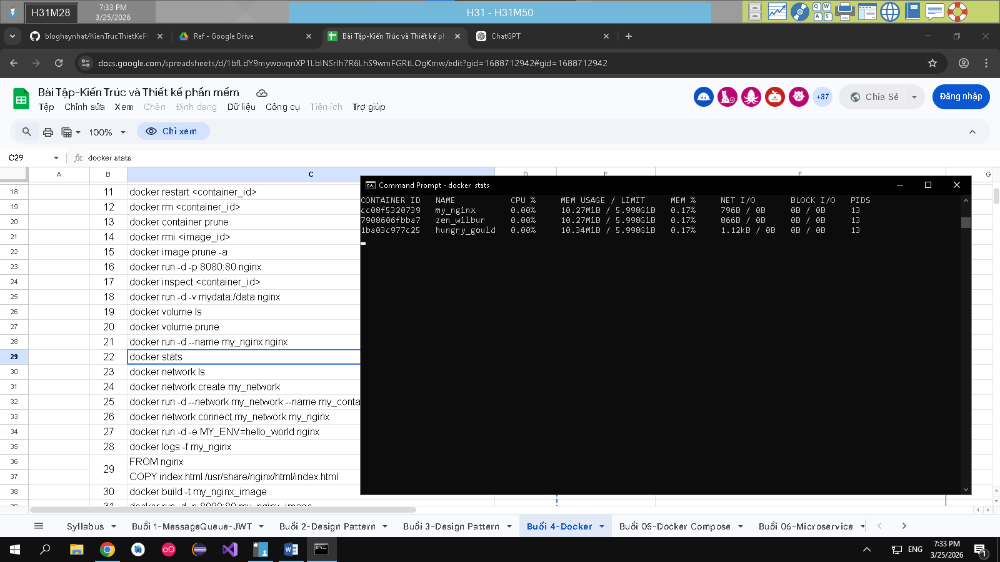 H31M28
7:33 PM
3/25/2026
H31 - H31M50
Q W
A S
bloghaynhat/KienTrucThietKePh
Ref - Google Drive
Bài Tập-Kiến Trúc và Thiết kế ph
ChatGPT
docs.google.com/spreadsheets/d/1bfLdY9mywovqnXP1LbINSrIh7R6LhS9wmFGRtLOgKmw/edit?gid=1688712942#gid=1688712942
Bài Tập-Kiến Trúc và Thiết kế phần mềm
Tệp Chỉnh sửa Xem Chèn Định dạng Dữ liệu Công cụ Tiện ích Trợ giúp
+37
Chia Sẻ
Đăng nhập
100%
Chỉ xem
C29
fx docker stats
A B C D E F G
18 11 docker restart <container_id>
19 12 docker rm <container_id>
20 13 docker container prune
21 14 docker rmi <image_id>
22 15 docker image prune -a
23 16 docker run -d -p 8080:80 nginx
24 17 docker inspect <container_id>
25 18 docker run -d -v mydata:/data nginx
26 19 docker volume ls
27 20 docker volume prune
28 21 docker run -d --name my_nginx nginx
29 22 docker stats
30 23 docker network ls
31 24 docker network create my_network
32 25 docker run -d --network my_network --name my_conta
33 26 docker network connect my_network my_nginx
34 27 docker run -d -e MY_ENV=hello_world nginx
35 28 docker logs -f my_nginx
36 29 FROM nginx
37 COPY index.html /usr/share/nginx/html/index.html
38 30 docker build -t my_nginx_image .
39 31 docker run -d -p 8080:80 my_nginx_image
Command Prompt - docker stats
CONTAINER ID NAME CPU % MEM USAGE / LIMIT MEM % NET I/O BLOCK I/O PIDS
cc08f5320739 my_nginx 0.00% 10.27MiB / 5.998GiB 0.17% 796B / 0B 0B / 0B 13
7908606fbba7 zen_wilbur 0.00% 10.27MiB / 5.998GiB 0.17% 866B / 0B 0B / 0B 13
1ba03c977c25 hungry_gould 0.00% 10.34MiB / 5.998GiB 0.17% 1.12kB / 0B 0B / 0B 13
Syllabus Buổi 1-MessageQueue-JWT Buổi 2-Design Pattern Buổi 3-Design Pattern Buổi 4-Docker Buổi 05-Docker Compose Buổi 06-Microservice
ENG
7:33 PM
3/25/2026
1